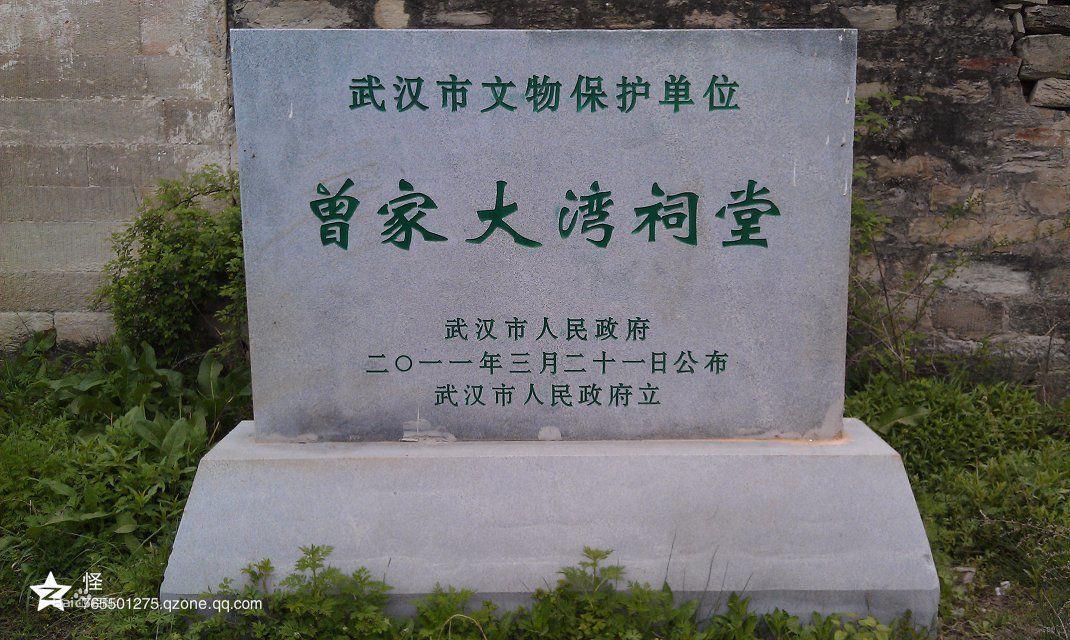 武汉市文物保护单位
曾家大湾祠堂
武汉市人民政府
二〇一一年三月二十一日公布
武汉市人民政府立
怪
765501275.qzone.qq.com